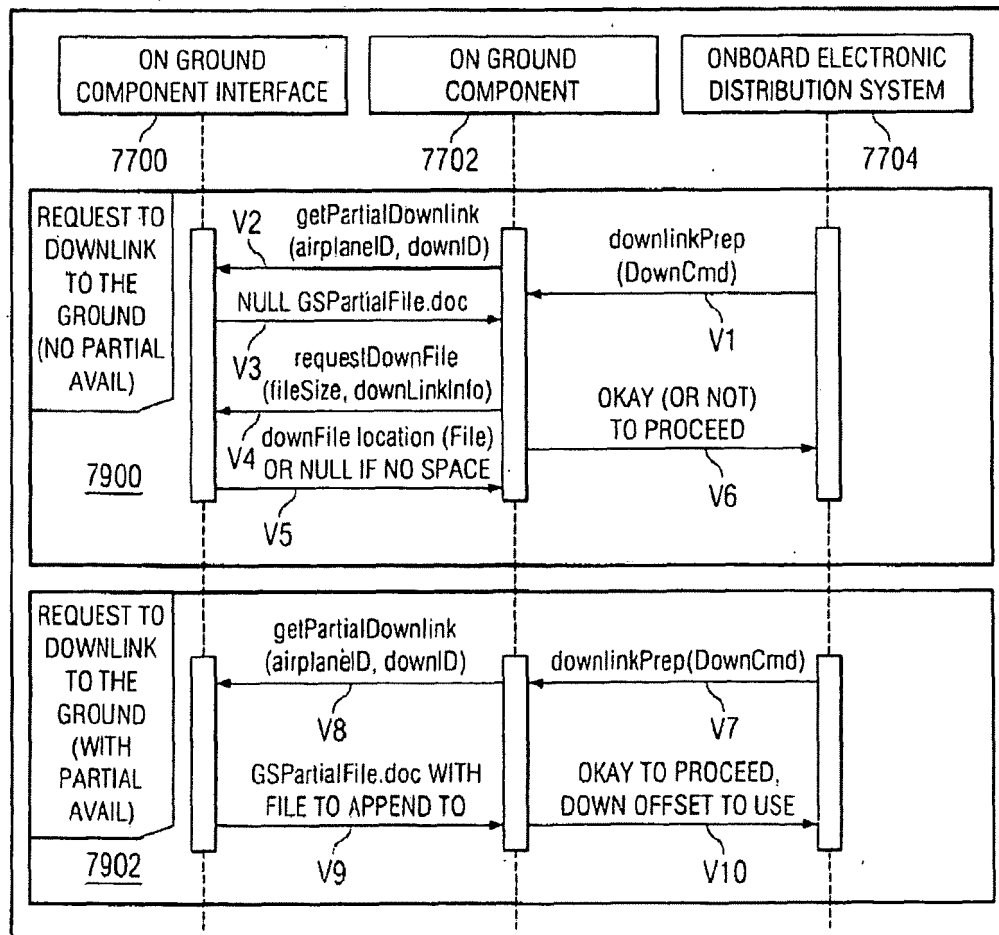 ON GROUND
COMPONENT INTERFACE
ON GROUND
COMPONENT
ONBOARD ELECTRONIC
DISTRIBUTION SYSTEM
7700
7702
7704
REQUEST TO
DOWNLINK
TO THE
GROUND
(NO PARTIAL
AVAIL)
7900
V2
getPartialDownlink
(airplaneID, downID)
downlinkPrep
(DownCmd)
V1
NULL GSPartialFile.doc
V3
requestDownFile
(fileSize, downLinkInfo)
V4
downFile location (File)
OR NULL IF NO SPACE
V5
OKAY (OR NOT)
TO PROCEED
V6
REQUEST TO
DOWNLINK
TO THE
GROUND
(WITH
PARTIAL
AVAIL)
7902
getPartialDownlink
(airplaneID, downID)
V8
downlinkPrep(DownCmd)
V7
GSPartialFile.doc WITH
FILE TO APPEND TO
V9
OKAY TO PROCEED,
DOWN OFFSET TO USE
V10